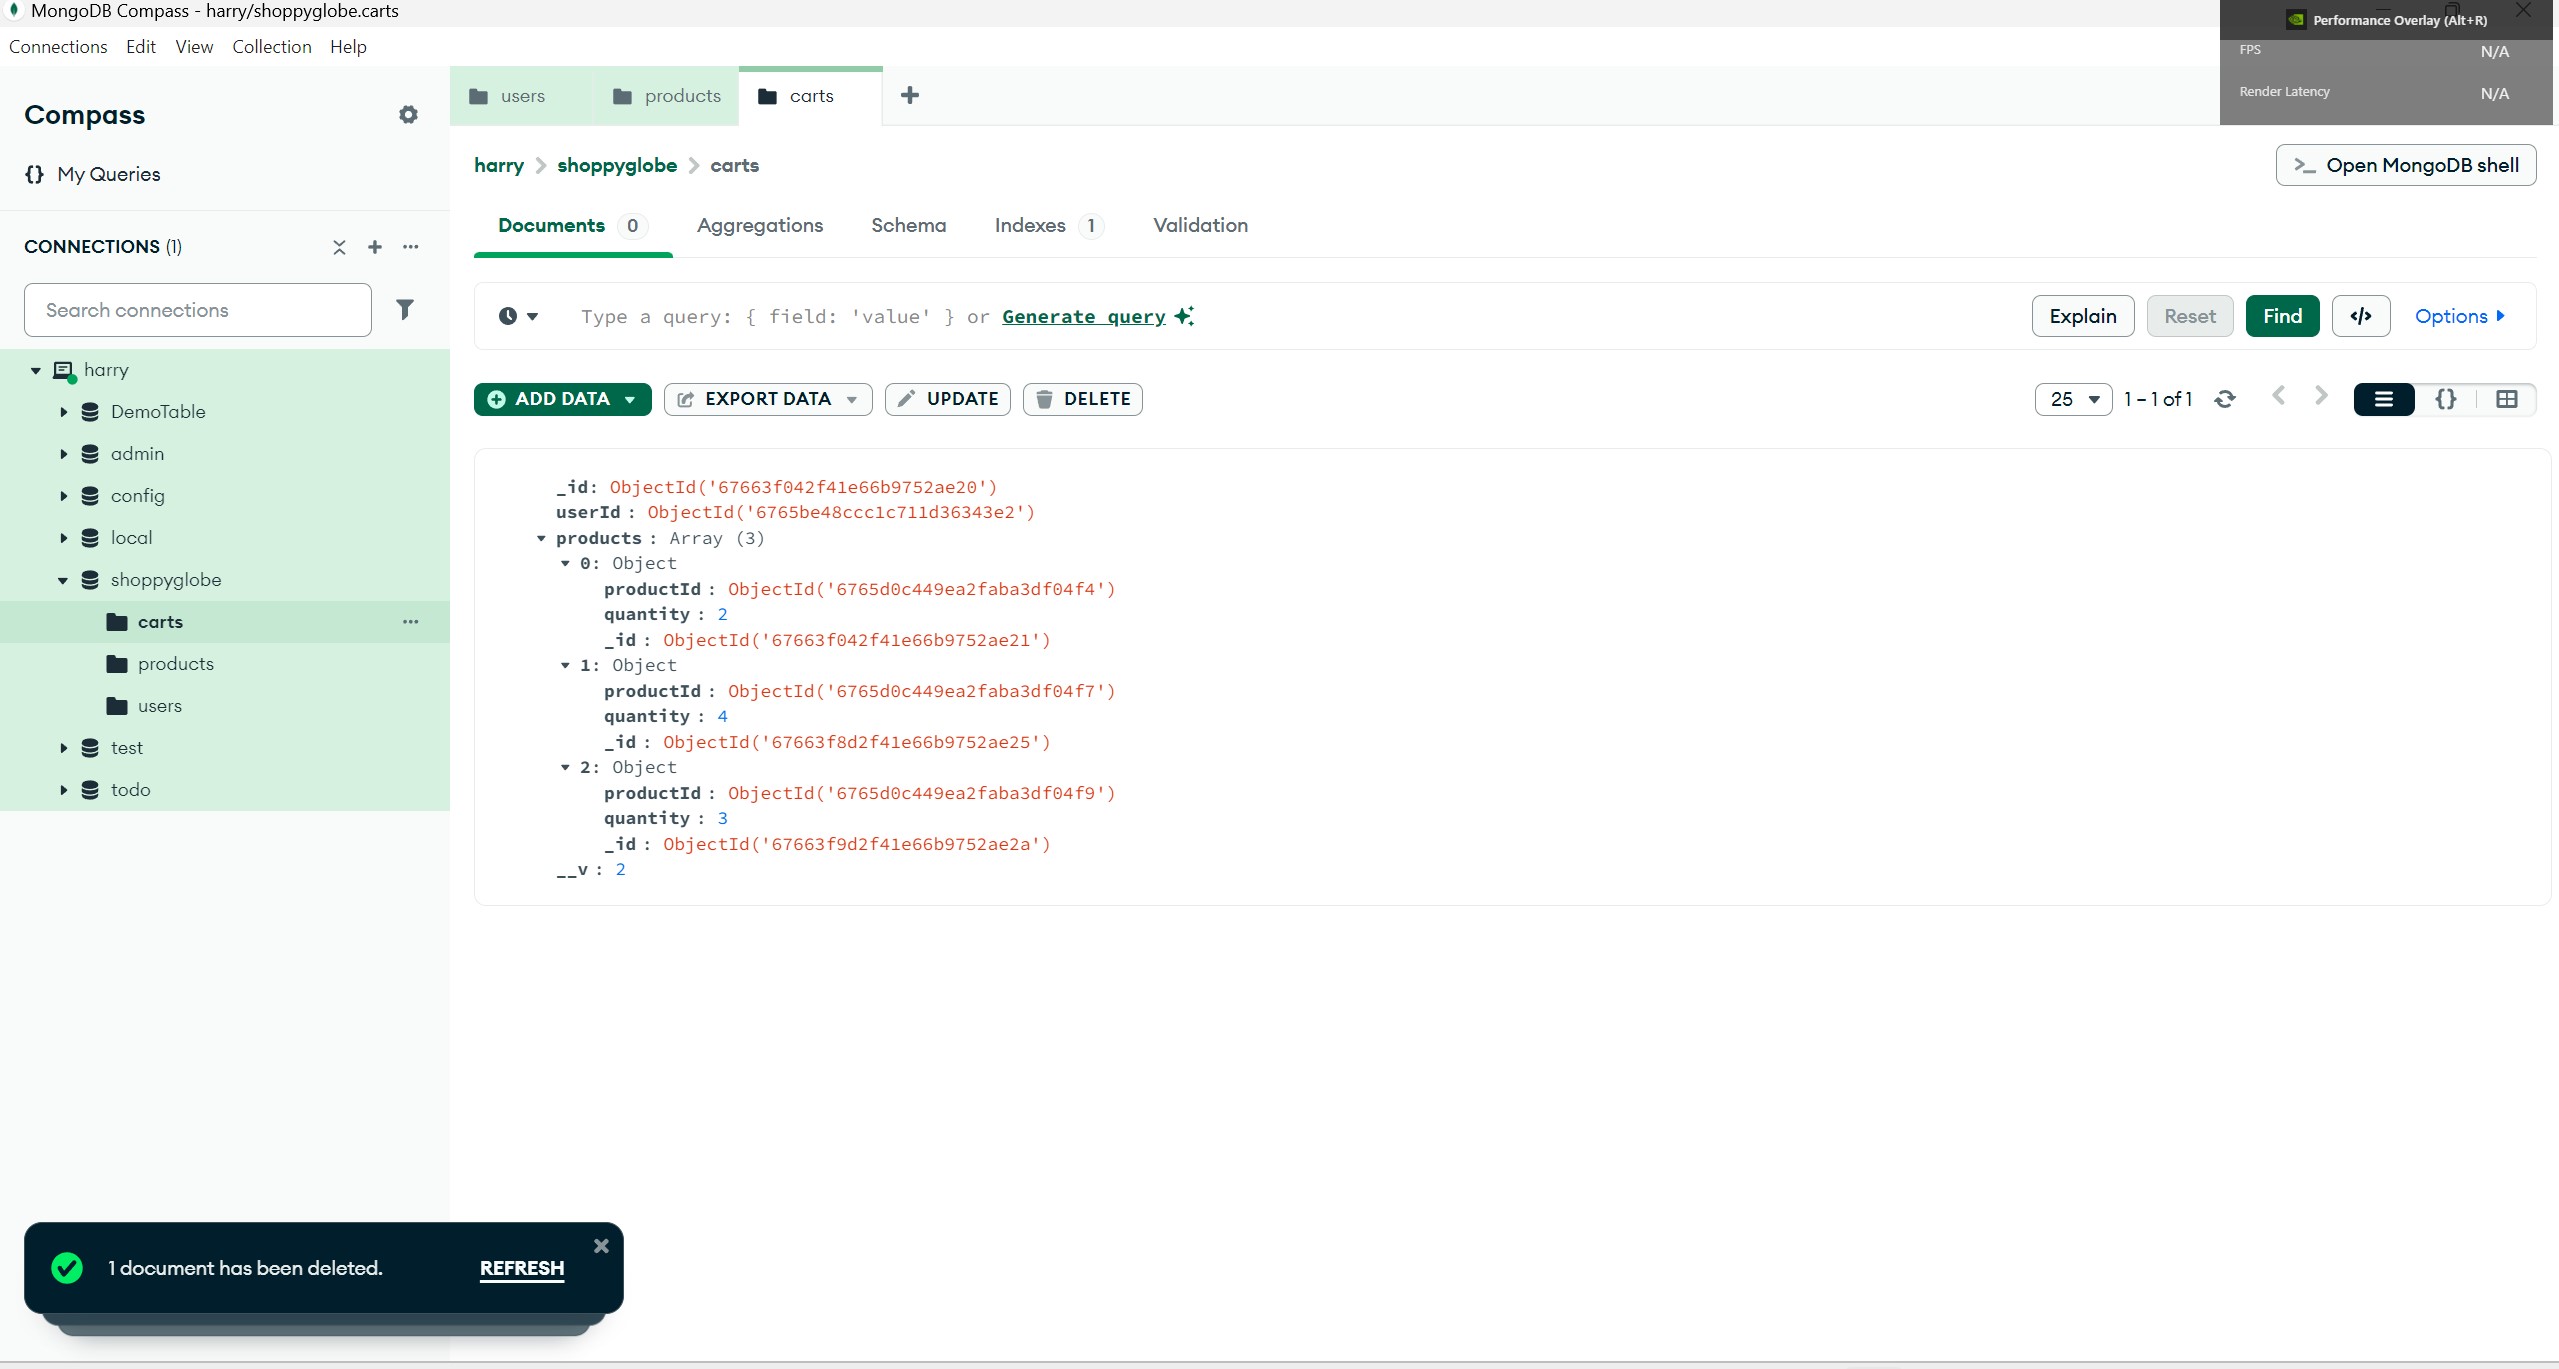 MongoDB Compass - harry/shoppyglobe.carts
Performance Overlay (Alt+R)
FPS N/A
Render Latency N/A
Connections Edit View Collection Help
Compass
{} My Queries
CONNECTIONS (1)
Search connections
harry
DemoTable
admin
config
local
shoppyglobe
carts
products
users
test
todo
users products carts
harry > shoppyglobe > carts
>_ Open MongoDB shell
Documents 0 Aggregations Schema Indexes 1 Validation
Type a query: { field: 'value' } or Generate query
Explain Reset Find </> Options
ADD DATA EXPORT DATA UPDATE DELETE
25 1 – 1 of 1 {}
_id: ObjectId('67663f042f41e66b9752ae20')
userId : ObjectId('6765be48ccc1c711d36343e2')
products : Array (3)
0: Object
productId : ObjectId('6765d0c449ea2faba3df04f4')
quantity : 2
_id : ObjectId('67663f042f41e66b9752ae21')
1: Object
productId : ObjectId('6765d0c449ea2faba3df04f7')
quantity : 4
_id : ObjectId('67663f8d2f41e66b9752ae25')
2: Object
productId : ObjectId('6765d0c449ea2faba3df04f9')
quantity : 3
_id : ObjectId('67663f9d2f41e66b9752ae2a')
__v : 2
1 document has been deleted. REFRESH